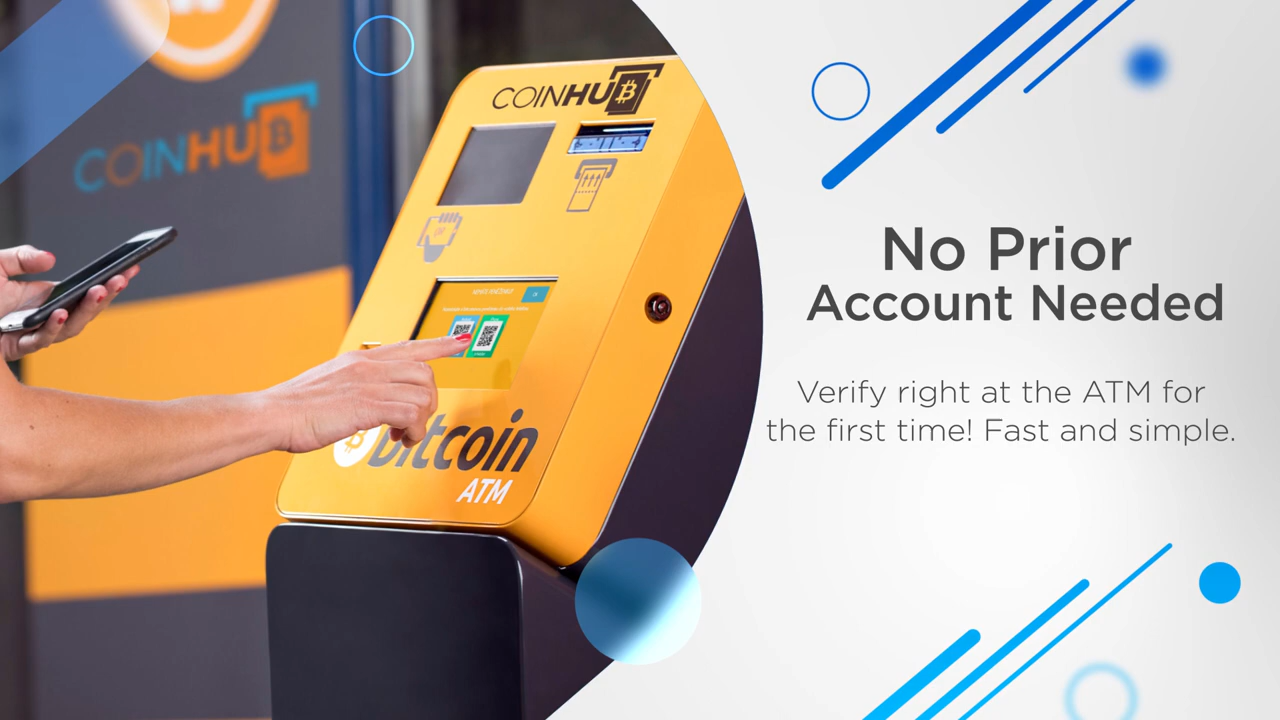 COINHUB
COINHUB
bitcoin
ATM
No Prior
Account Needed
Verify right at the ATM for
the first time! Fast and simple.